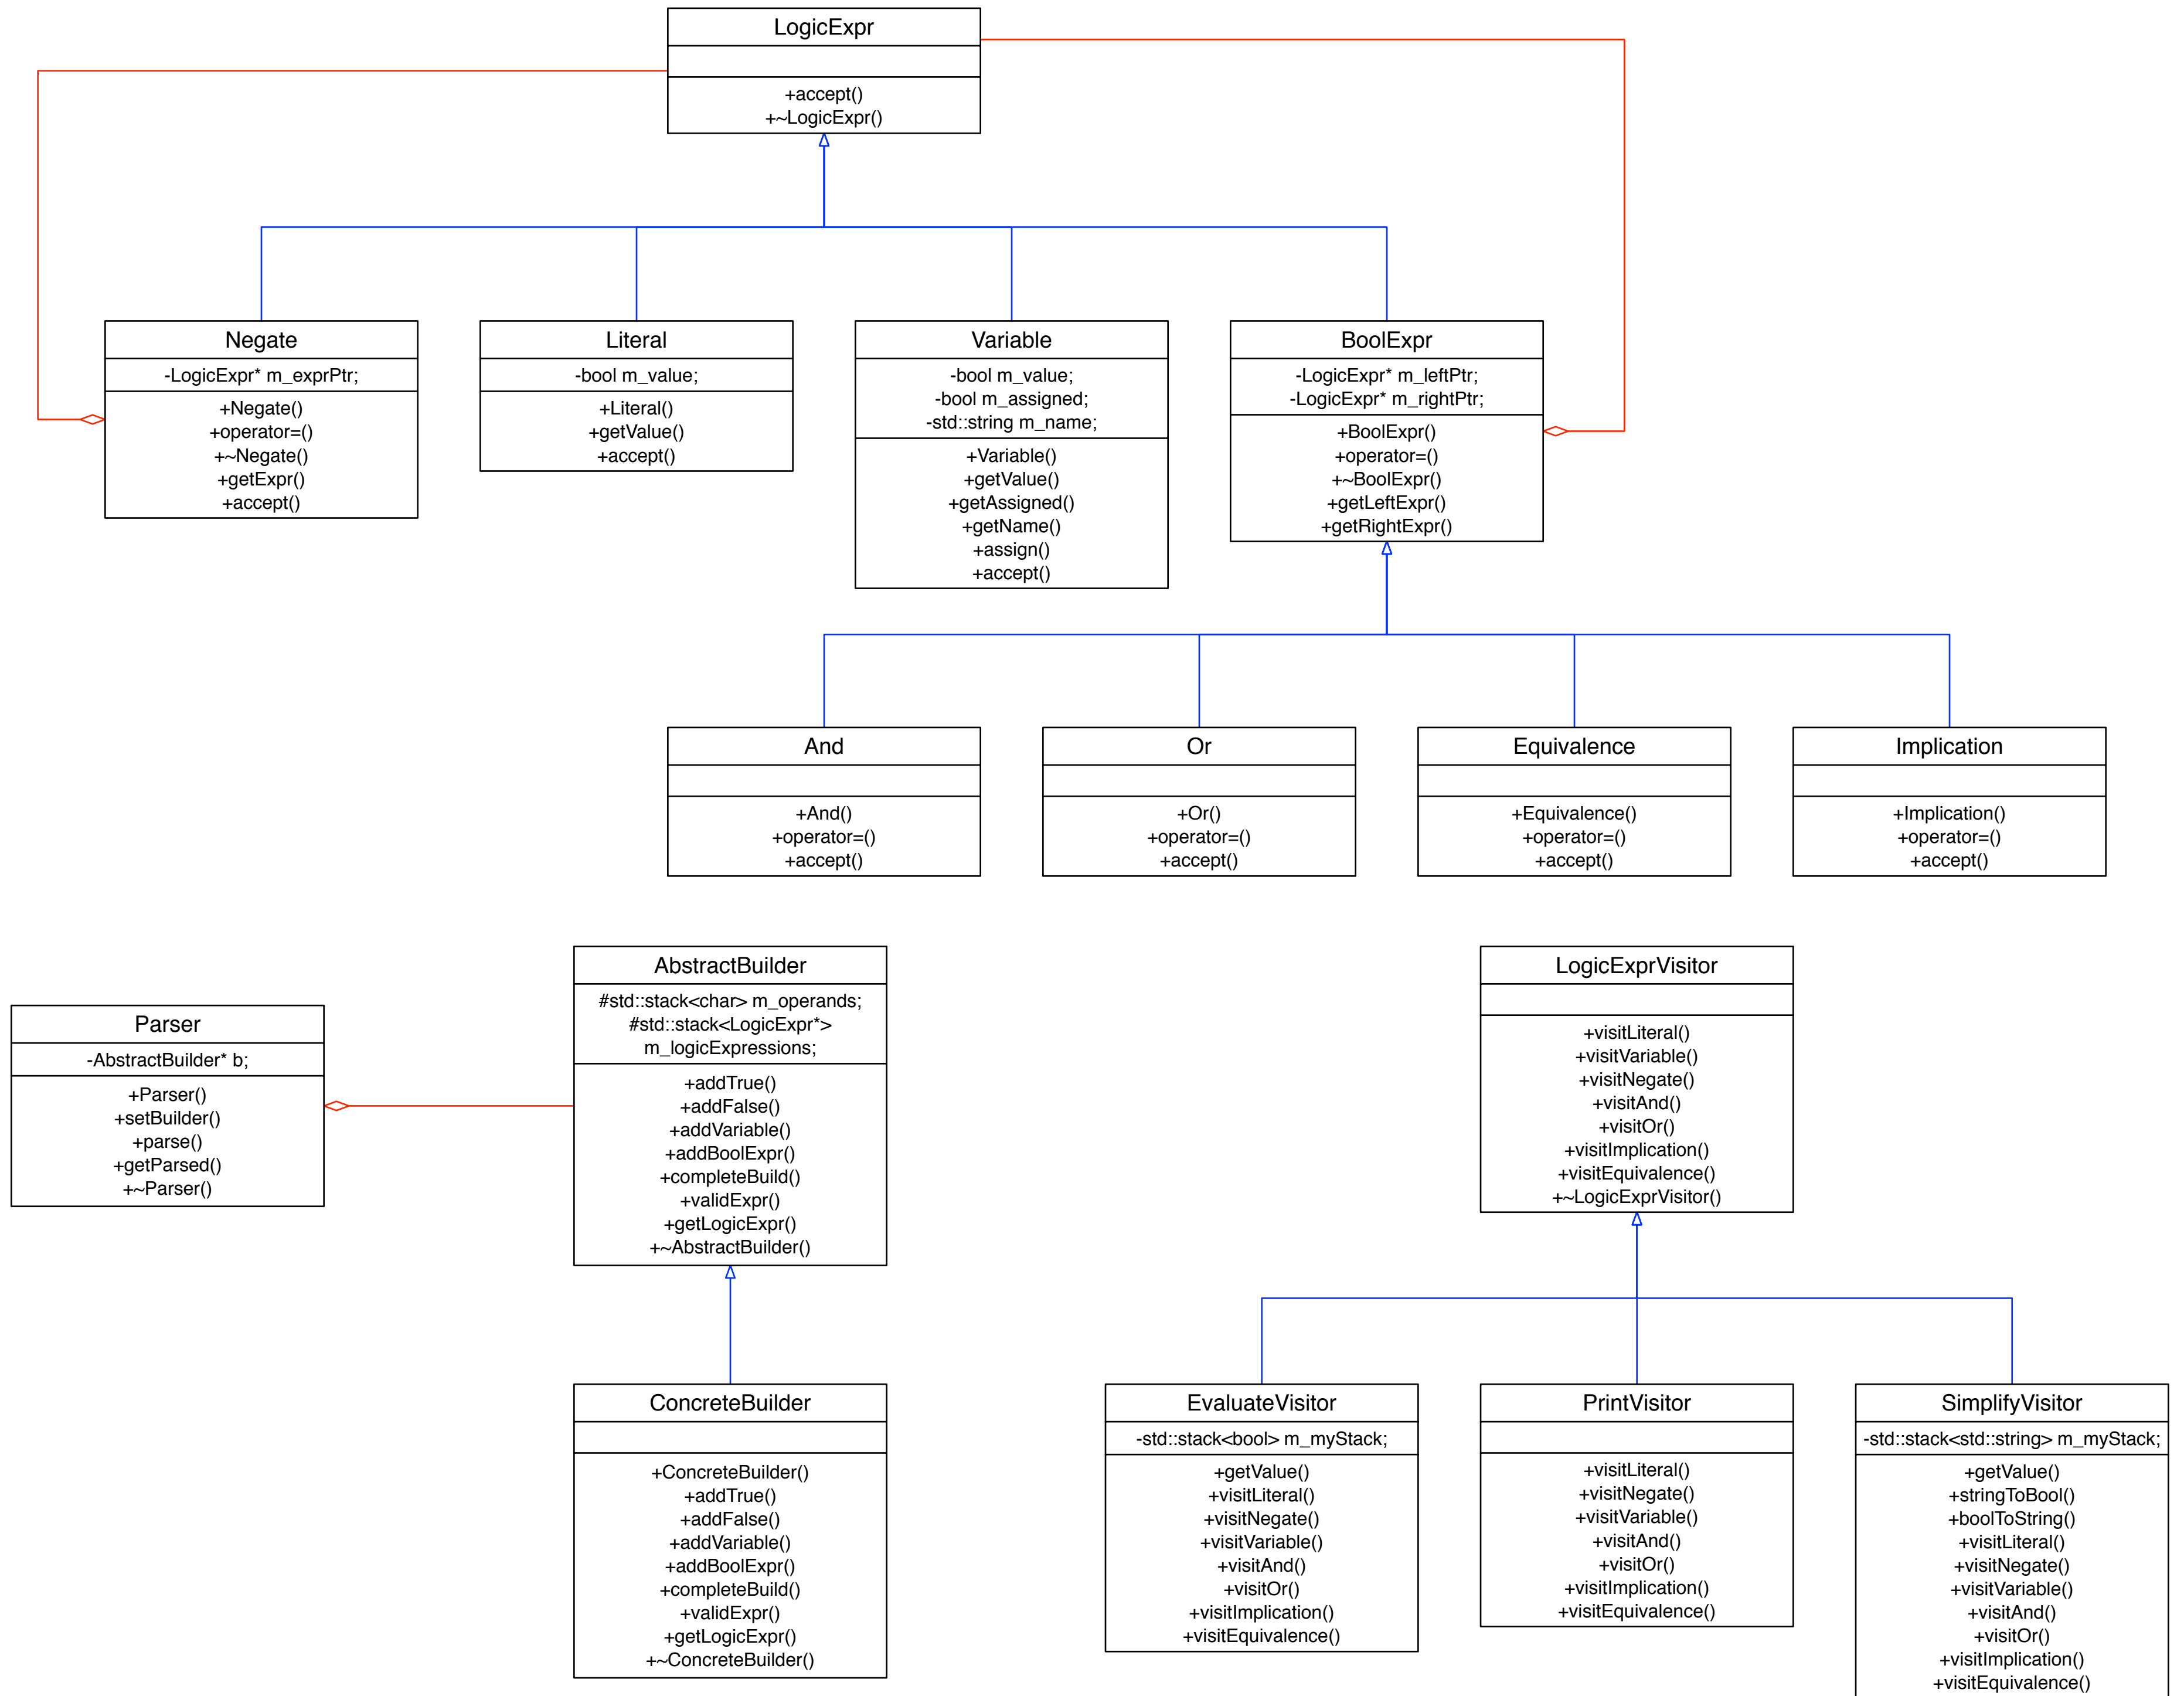 LogicExpr
+accept()
+~LogicExpr()
Negate
-LogicExpr* m_exprPtr;
+Negate()
+operator=()
+~Negate()
+getExpr()
+accept()
Literal
-bool m_value;
+Literal()
+getValue()
+accept()
Variable
-bool m_value;
-bool m_assigned;
-std::string m_name;
+Variable()
+getValue()
+getAssigned()
+getName()
+assign()
+accept()
BoolExpr
-LogicExpr* m_leftPtr;
-LogicExpr* m_rightPtr;
+BoolExpr()
+operator=()
+~BoolExpr()
+getLeftExpr()
+getRightExpr()
And
+And()
+operator=()
+accept()
Or
+Or()
+operator=()
+accept()
Equivalence
+Equivalence()
+operator=()
+accept()
Implication
+Implication()
+operator=()
+accept()
Parser
-AbstractBuilder* b;
+Parser()
+setBuilder()
+parse()
+getParsed()
+~Parser()
AbstractBuilder
#std::stack<char> m_operands;
#std::stack<LogicExpr*>
m_logicExpressions;
+addTrue()
+addFalse()
+addVariable()
+addBoolExpr()
+completeBuild()
+validExpr()
+getLogicExpr()
+~AbstractBuilder()
LogicExprVisitor
+visitLiteral()
+visitVariable()
+visitNegate()
+visitAnd()
+visitOr()
+visitImplication()
+visitEquivalence()
+~LogicExprVisitor()
ConcreteBuilder
+ConcreteBuilder()
+addTrue()
+addFalse()
+addVariable()
+addBoolExpr()
+completeBuild()
+validExpr()
+getLogicExpr()
+~ConcreteBuilder()
EvaluateVisitor
-std::stack<bool> m_myStack;
+getValue()
+visitLiteral()
+visitNegate()
+visitVariable()
+visitAnd()
+visitOr()
+visitImplication()
+visitEquivalence()
PrintVisitor
+visitLiteral()
+visitNegate()
+visitVariable()
+visitAnd()
+visitOr()
+visitImplication()
+visitEquivalence()
SimplifyVisitor
-std::stack<std::string> m_myStack;
+getValue()
+stringToBool()
+boolToString()
+visitLiteral()
+visitNegate()
+visitVariable()
+visitAnd()
+visitOr()
+visitImplication()
+visitEquivalence()